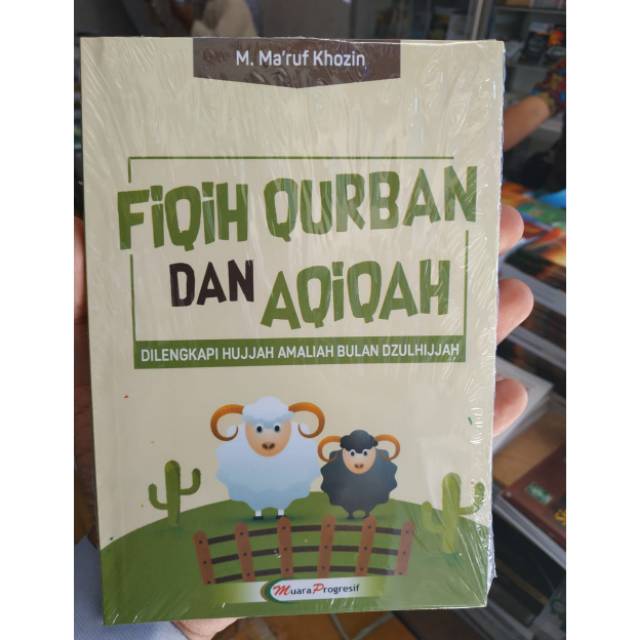 M. Ma'ruf Khozin
FiQiH QURBAN
DAN AQiQAH
DILENGKAPI HUJJAH AMALIAH BULAN DZULHIJJAH
Muara Progresif